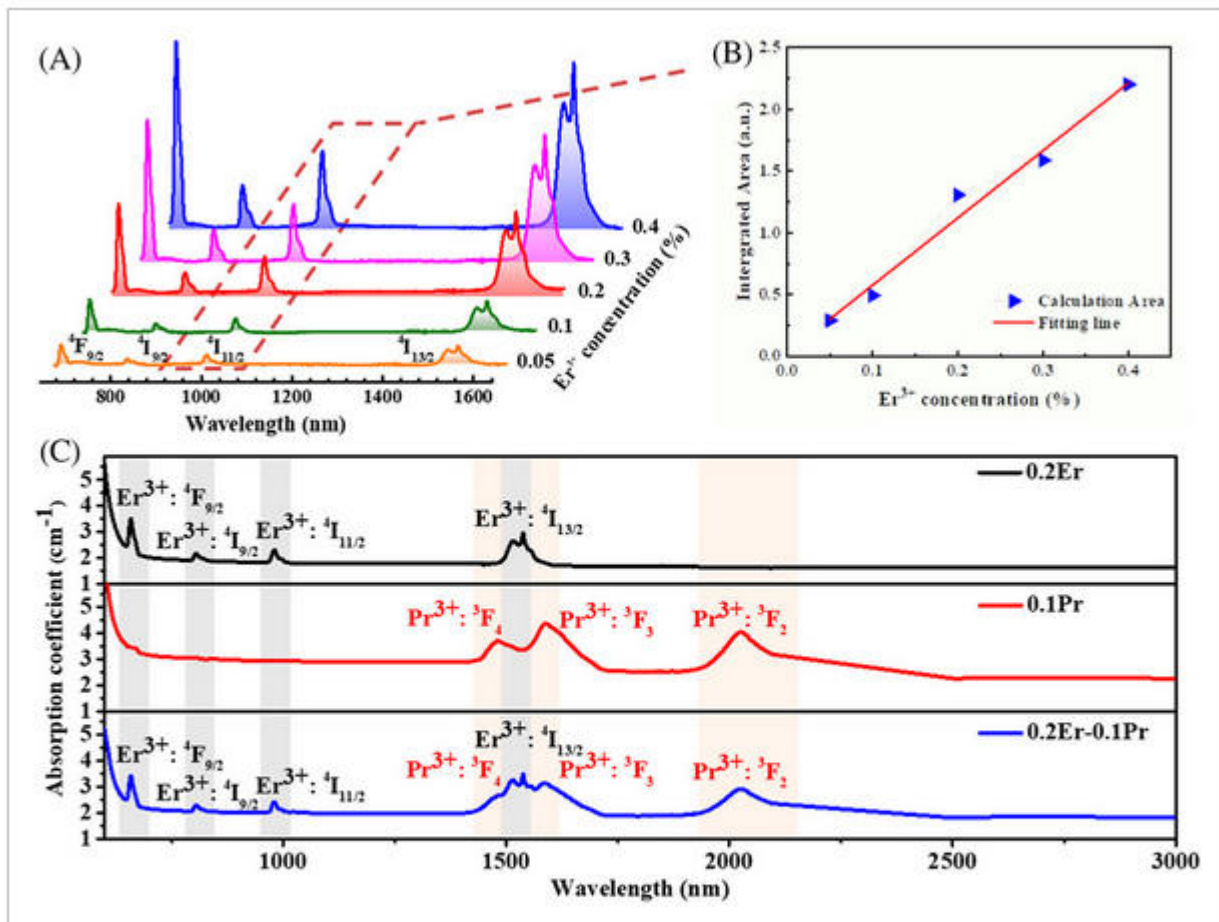 (A)
0.4
0.3
0.2
0.1
0.05
Er³⁺ concentration (%)
⁴F₉/₂
⁴I₉/₂
⁴I₁₁/₂
⁴I₁₃/₂
800 1000 1200 1400 1600
Wavelength (nm)
(B)
2.5
2.0
1.5
1.0
0.5
0.0
Intergrated Area (a.u.)
Calculation Area
Fitting line
0.0 0.1 0.2 0.3 0.4
Er³⁺ concentration (%)
(C)
Absorption coefficient (cm⁻¹)
5
4
3
2
1
Er³⁺: ⁴F₉/₂
Er³⁺: ⁴I₉/₂
Er³⁺: ⁴I₁₁/₂
Er³⁺: ⁴I₁₃/₂
0.2Er
5
4
3
2
1
Pr³⁺: ³F₄
Pr³⁺: ³F₃
Pr³⁺: ³F₂
0.1Pr
5
4
3
2
1
Er³⁺: ⁴F₉/₂
Er³⁺: ⁴I₉/₂
Er³⁺: ⁴I₁₁/₂
Er³⁺: ⁴I₁₃/₂
Pr³⁺: ³F₄
Pr³⁺: ³F₃
Pr³⁺: ³F₂
0.2Er-0.1Pr
1000 1500 2000 2500 3000
Wavelength (nm)